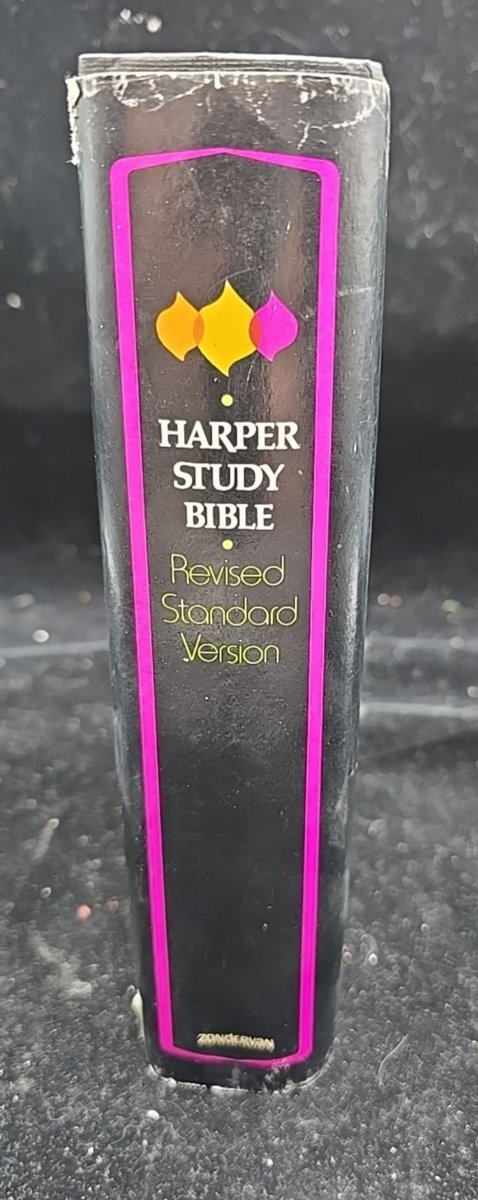 HARPER
STUDY
BIBLE
Revised
Standard
Version
ZONDERVAN